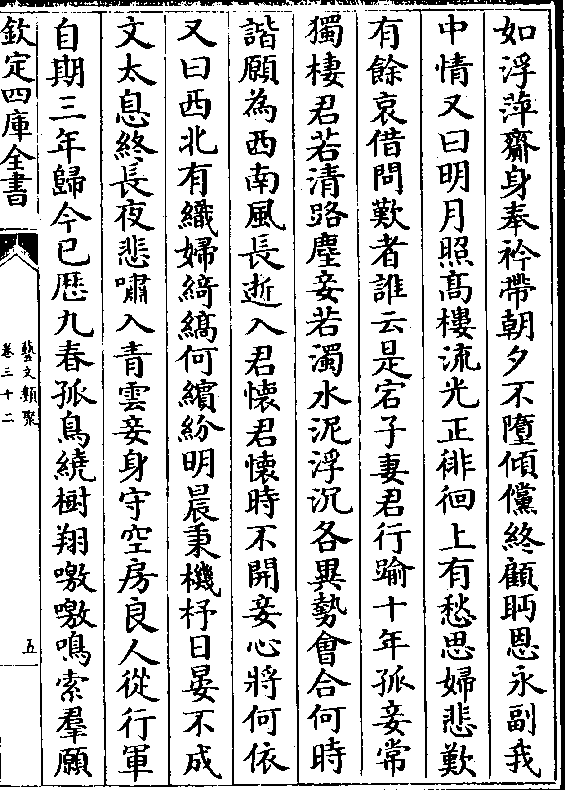 如浮萍齋身奉衿帶朝夕不墮傾儻終顧眄恩永副我
中情又曰明月照髙樓流光正徘徊上有愁思婦悲歎
有餘哀借問歎者誰云是宕子妻君行踰十年孤妾常
獨棲君若清路塵妾若濁水泥浮沉各異勢會合何時
諧願為西南風長逝入君懷君懷時不開妾心將何依
又曰西北有織婦綺縞何繽紛明晨秉機杼日晏不成
文太息終長夜悲嘯入青雲妾身守空房良人從行軍
自期三年歸今已歴九春孤鳥繞樹翔噭噭鳴索羣願
欽定四庫全書
藝文類聚
卷三十二
五